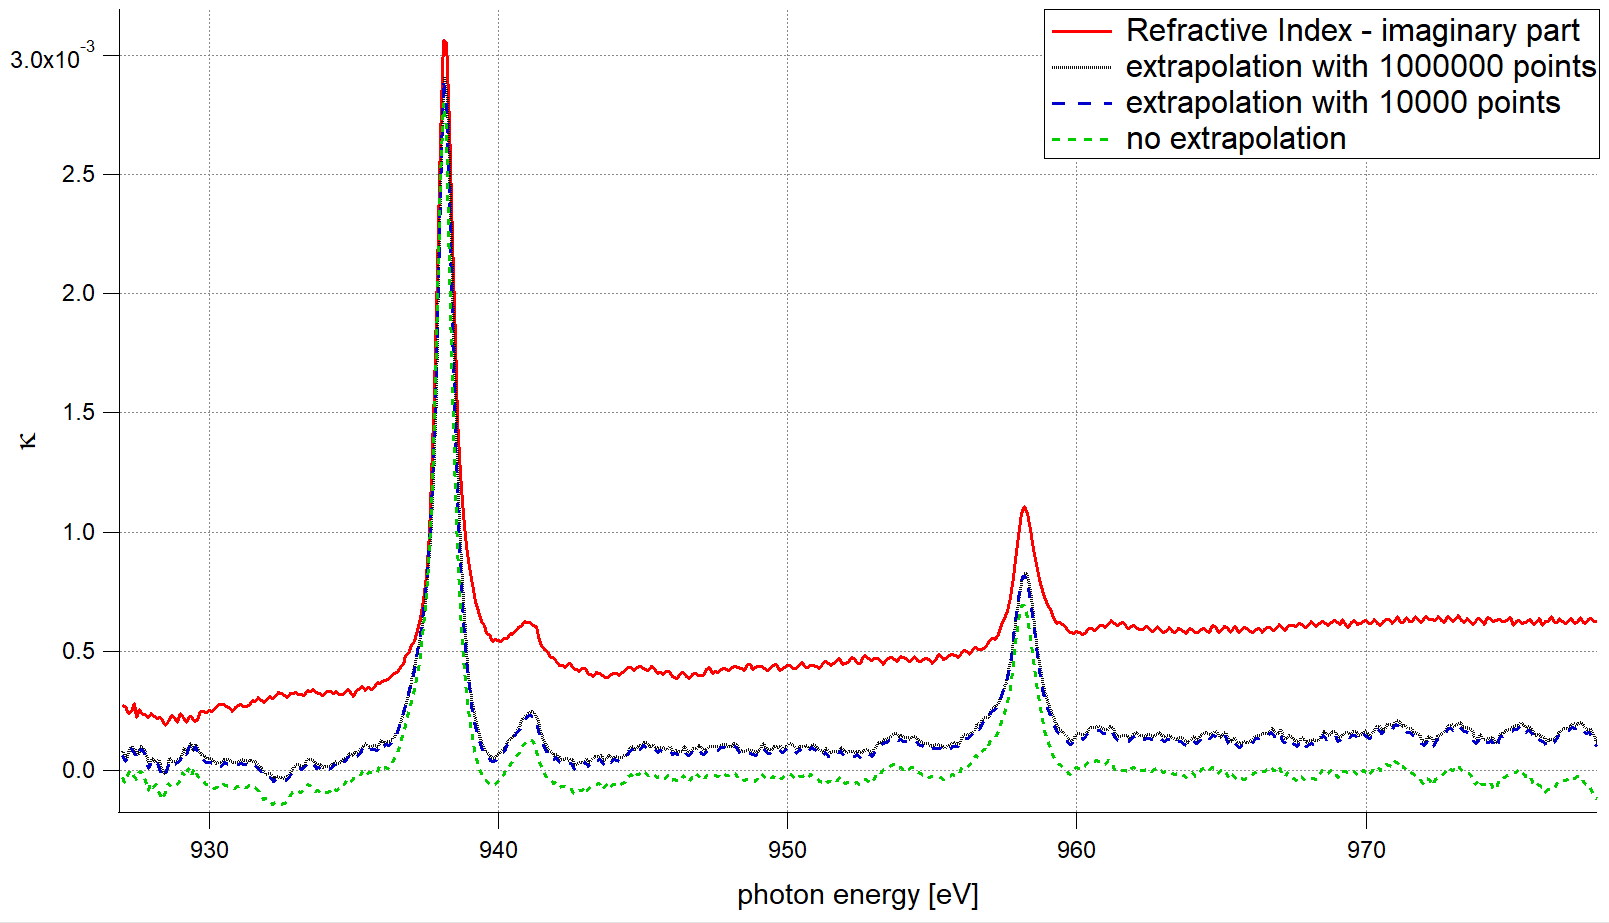 Refractive Index - imaginary part
extrapolation with 1000000 points
extrapolation with 10000 points
no extrapolation
3.0x10⁻³
2.5
2.0
1.5
1.0
0.5
0.0
κ
930 940 950 960 970
photon energy [eV]